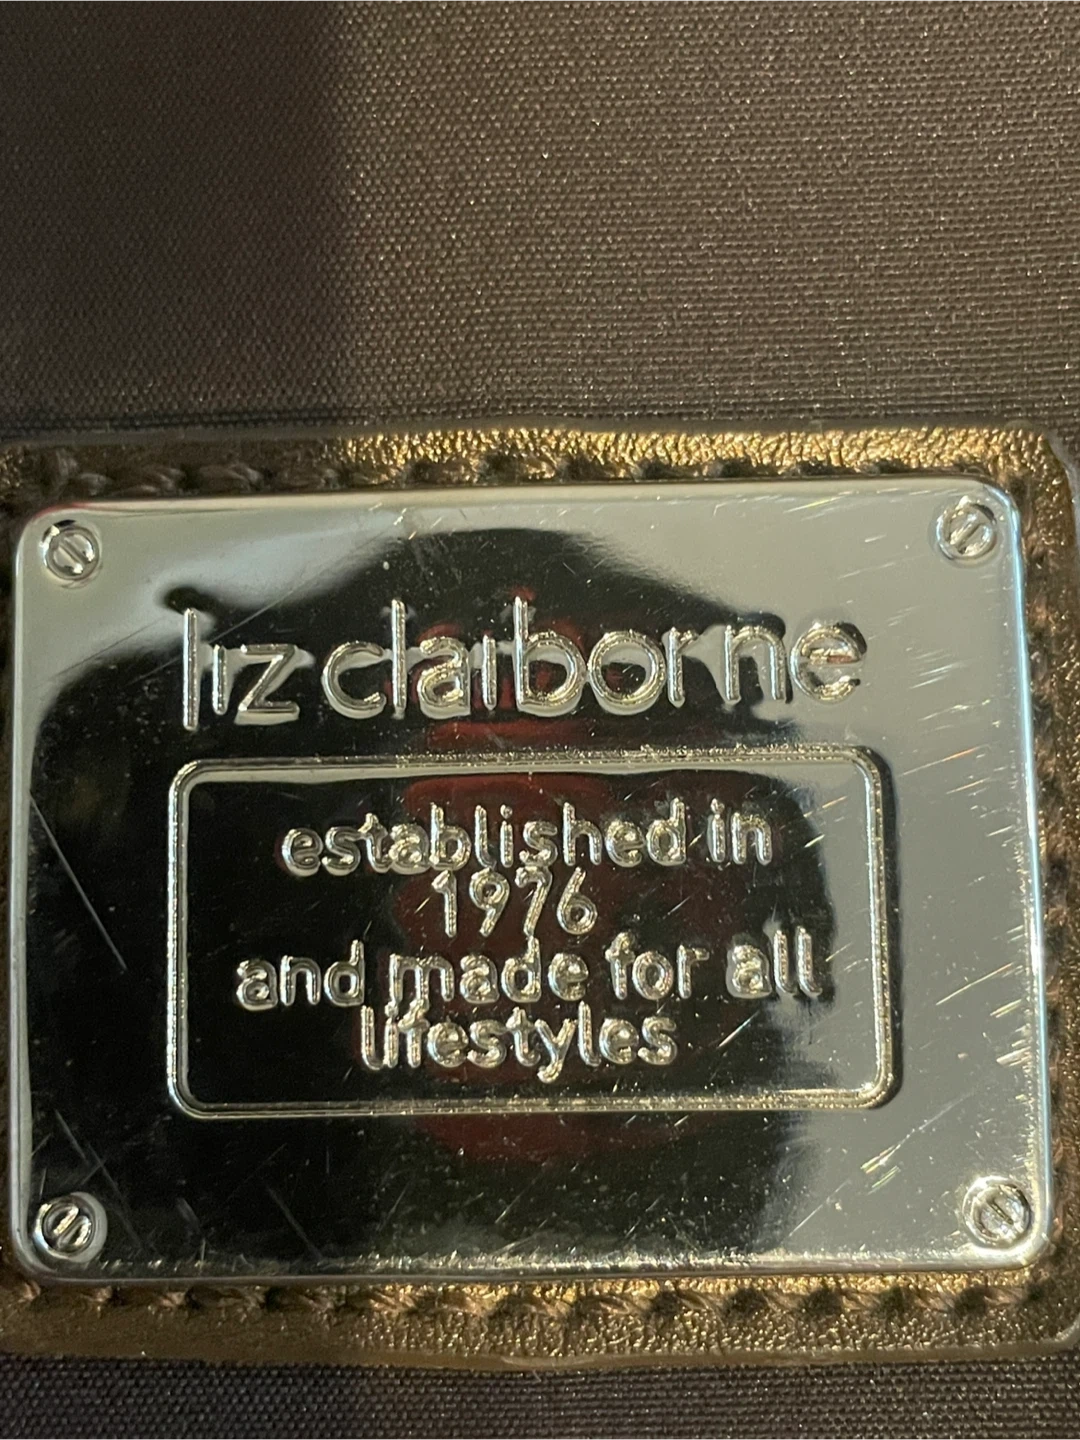 liz claiborne
established in
1976
and made for all
lifestyles